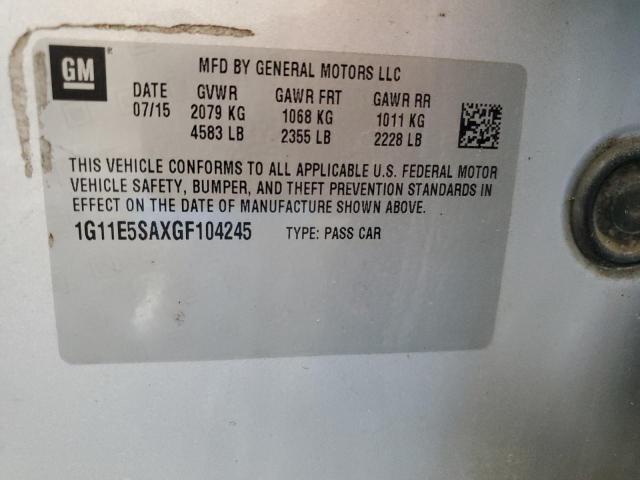 GM
MFD BY GENERAL MOTORS LLC
DATE GVWR GAWR FRT GAWR RR
07/15 2079 KG 1068 KG 1011 KG
4583 LB 2355 LB 2228 LB
THIS VEHICLE CONFORMS TO ALL APPLICABLE U.S. FEDERAL MOTOR
VEHICLE SAFETY, BUMPER, AND THEFT PREVENTION STANDARDS IN
EFFECT ON THE DATE OF MANUFACTURE SHOWN ABOVE.
1G11E5SAXGF104245 TYPE: PASS CAR